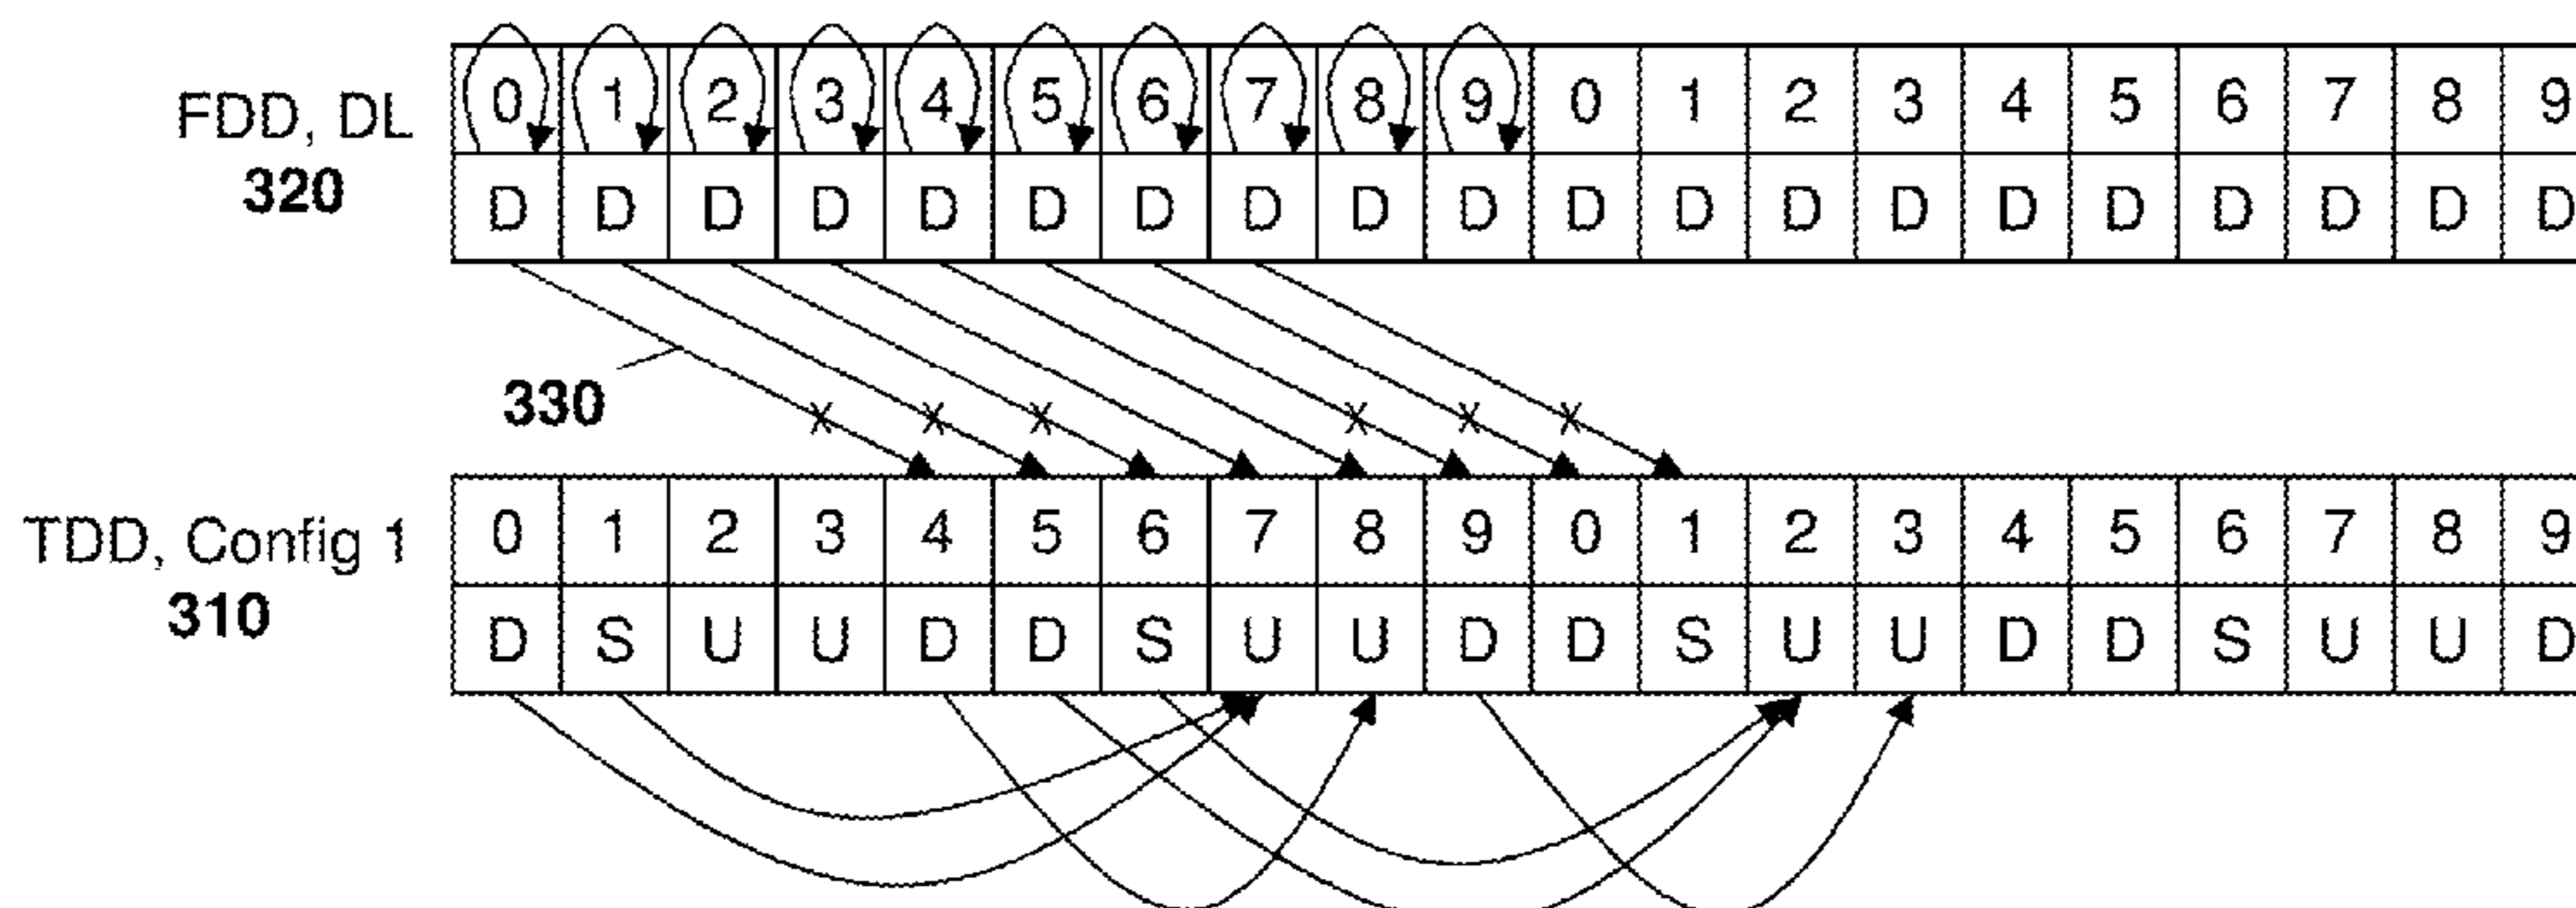 FDD, DL
320
0 1 2 3 4 5 6 7 8 9 0 1 2 3 4 5 6 7 8 9
D D D D D D D D D D D D D D D D D D D D
330
X X X X X X
TDD, Config 1
310
0 1 2 3 4 5 6 7 8 9 0 1 2 3 4 5 6 7 8 9
D S U U D D S U U D D S U U D D S U U D